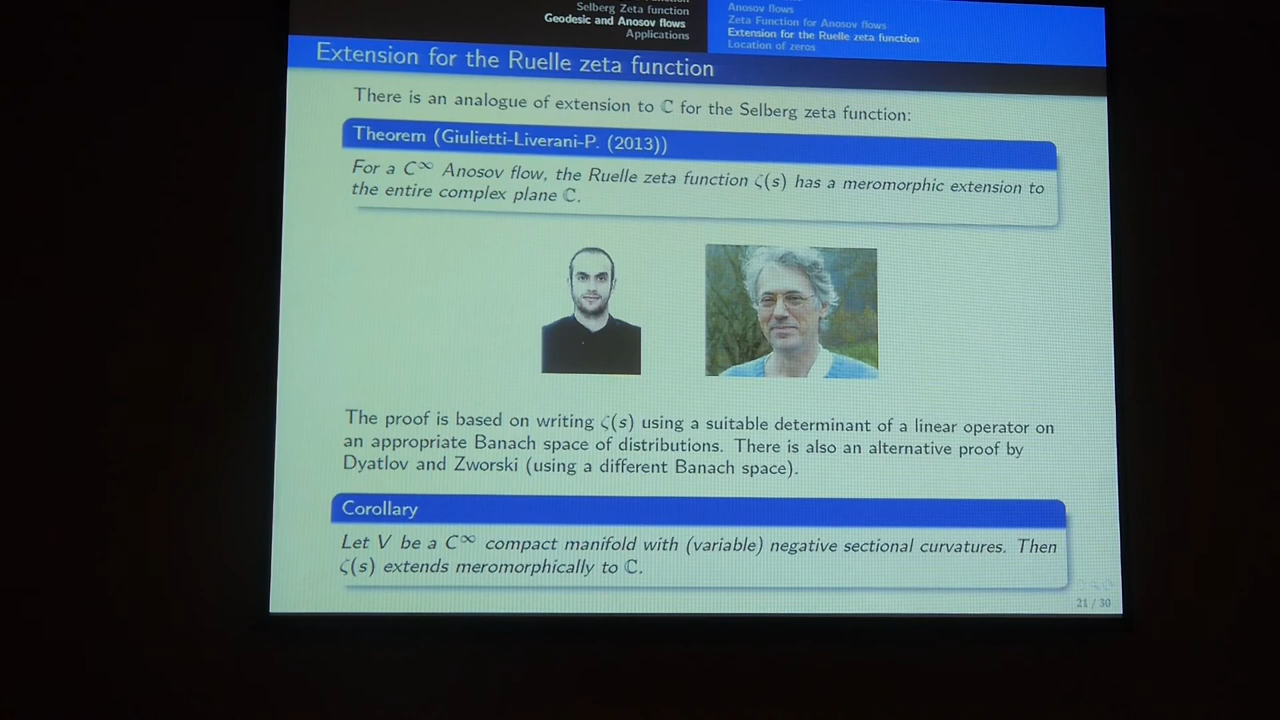 Selberg Zeta function
Geodesic and Anosov flows
Applications
Anosov flows
Zeta Function for Anosov flows
Extension for the Ruelle zeta function
Location of zeros
Extension for the Ruelle zeta function
There is an analogue of extension to ℂ for the Selberg zeta function:
Theorem (Giulietti-Liverani-P. (2013))
For a C∞ Anosov flow, the Ruelle zeta function ζ(s) has a meromorphic extension to
the entire complex plane ℂ.
The proof is based on writing ζ(s) using a suitable determinant of a linear operator on
an appropriate Banach space of distributions. There is also an alternative proof by
Dyatlov and Zworski (using a different Banach space).
Corollary
Let V be a C∞ compact manifold with (variable) negative sectional curvatures. Then
ζ(s) extends meromorphically to ℂ.
21 / 30